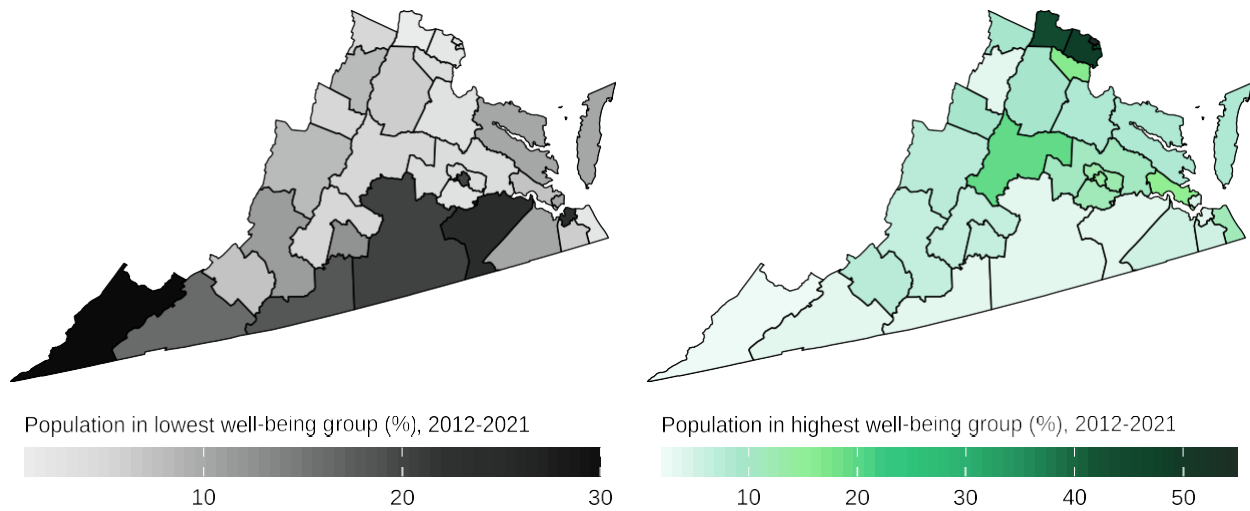 Population in lowest well-being group (%), 2012-2021
10 20 30
Population in highest well-being group (%), 2012-2021
10 20 30 40 50